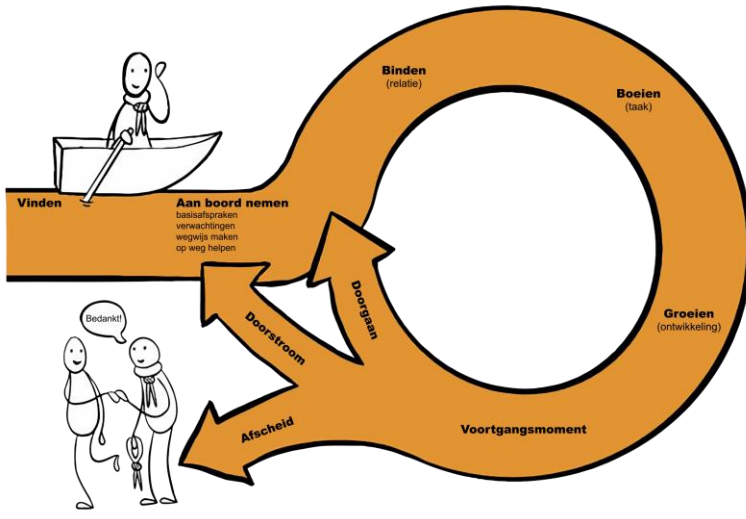 Vinden
Aan boord nemen
basisafspraken
verwachtingen
wegwijs maken
op weg helpen
Binden
(relatie)
Boeien
(taak)
Groeien
(ontwikkeling)
Voortgangsmoment
Doorgaan
Doorstroom
Afscheid
Bedankt!